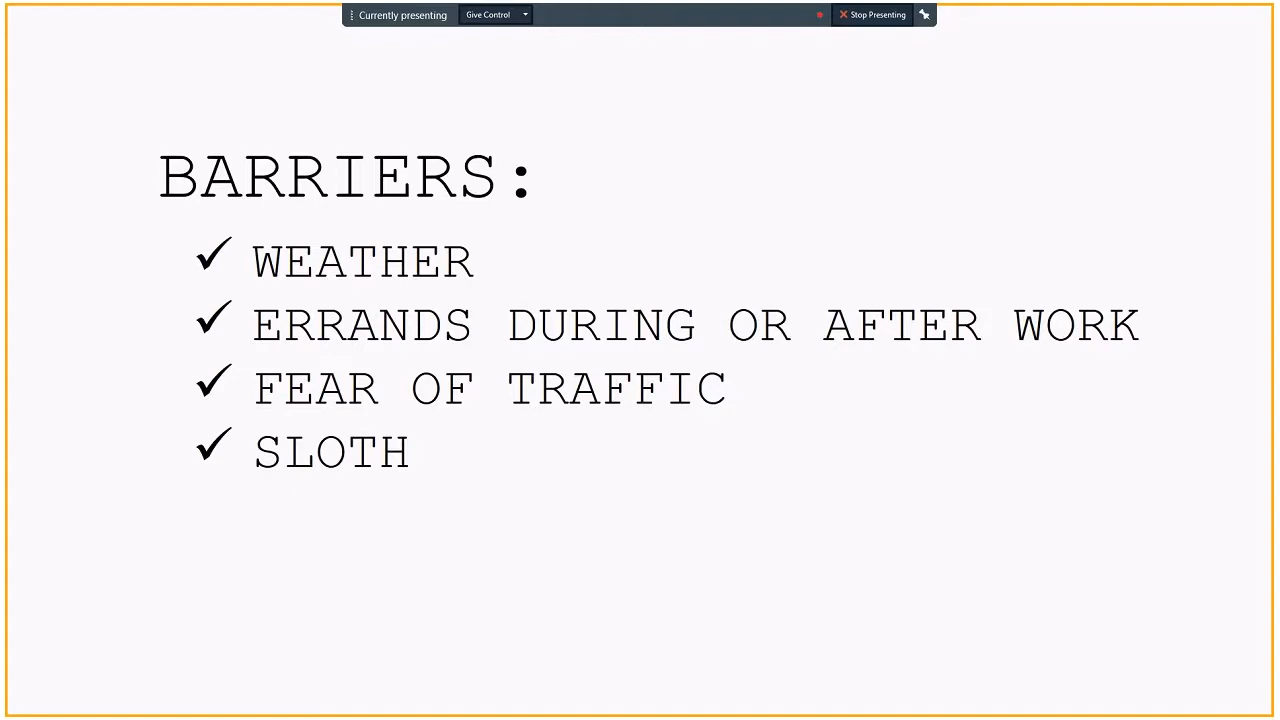 Currently presenting Give Control Stop Presenting
BARRIERS:
✓ WEATHER
✓ ERRANDS DURING OR AFTER WORK
✓ FEAR OF TRAFFIC
✓ SLOTH